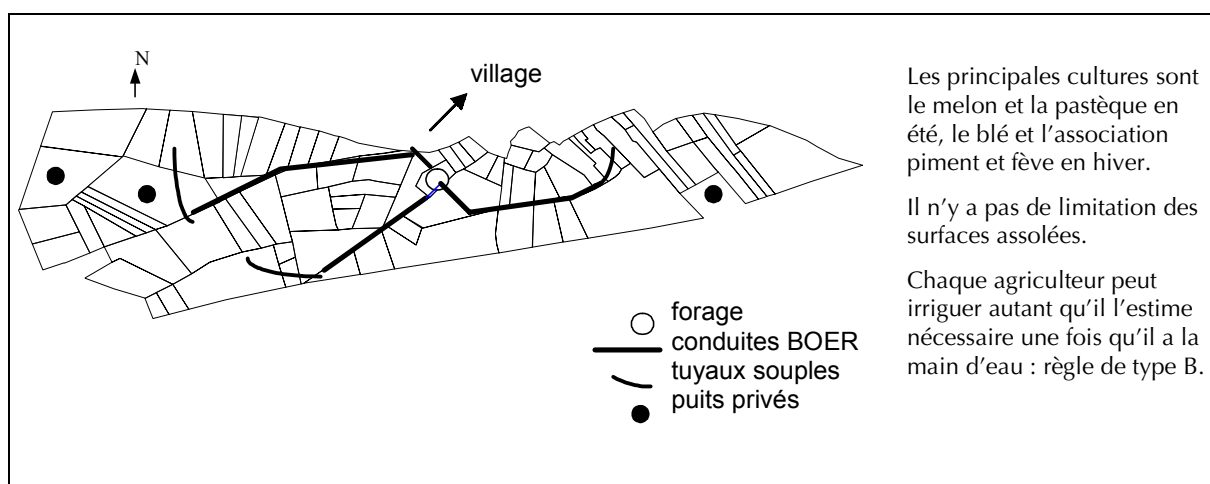 N
village
forage
conduites BOER
tuyaux souples
puits privés
Les principales cultures sont
le melon et la pastèque en
été, le blé et l'association
piment et fève en hiver.
Il n'y a pas de limitation des
surfaces assolées.
Chaque agriculteur peut
irriguer autant qu'il l'estime
nécessaire une fois qu'il a la
main d'eau : règle de type B.